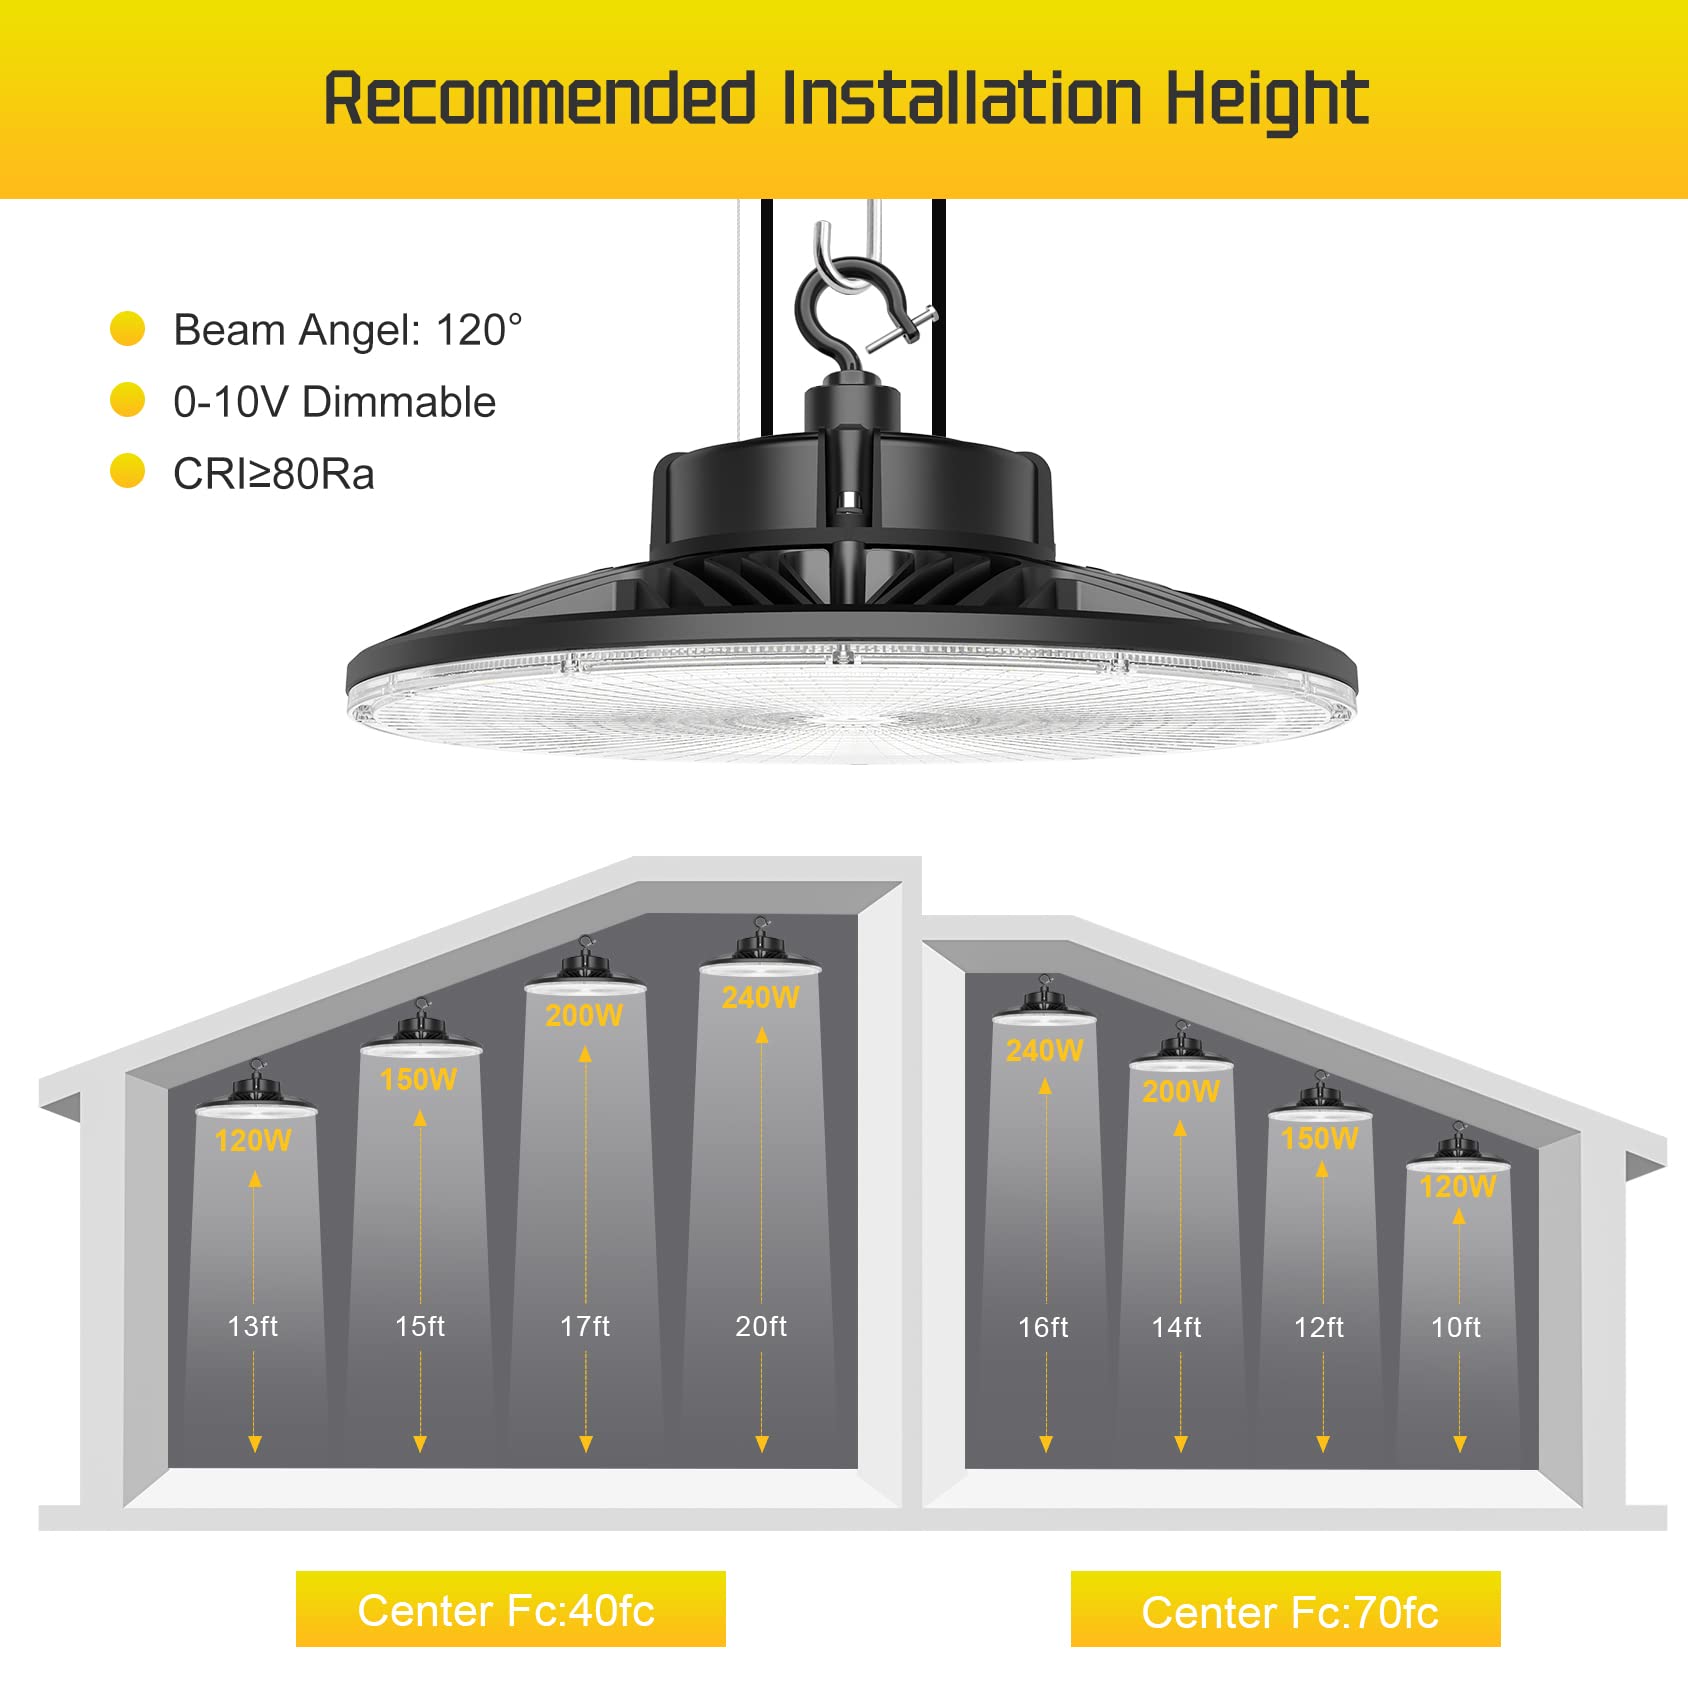 Recommended Installation Height
Beam Angel: 120°
0-10V Dimmable
CRI≥80Ra
120W
150W
200W
240W
13ft
15ft
17ft
20ft
240W
200W
150W
120W
16ft
14ft
12ft
10ft
Center Fc:40fc
Center Fc:70fc